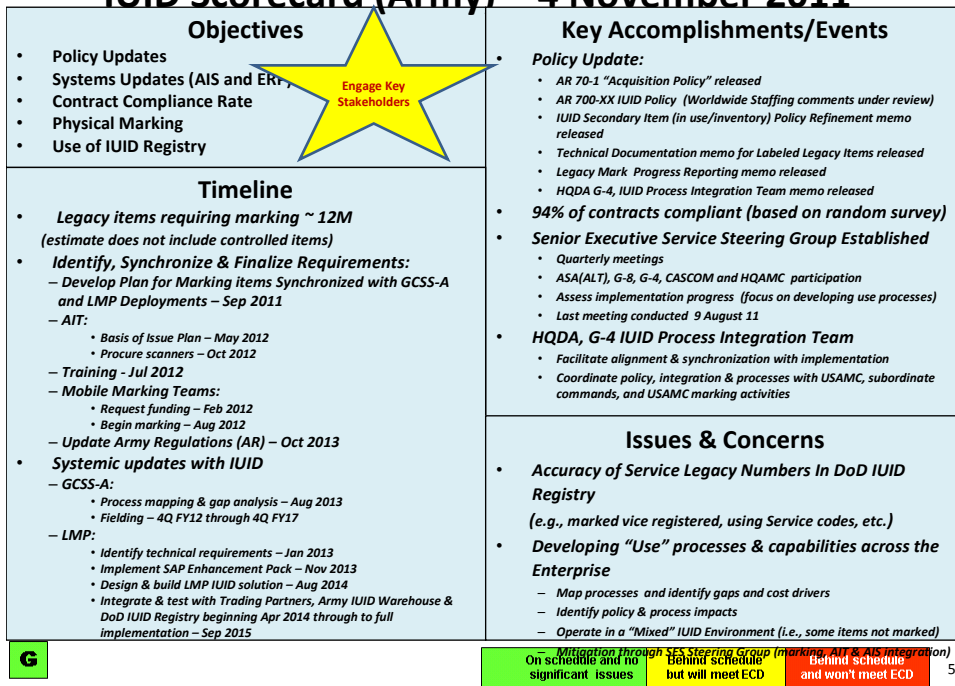 IUID Scorecard (Army) – 4 November 2011
Objectives
• Policy Updates
• Systems Updates (AIS and ERP)
• Contract Compliance Rate
• Physical Marking
• Use of IUID Registry
Engage Key
Stakeholders
Timeline
• Legacy items requiring marking ~ 12M
(estimate does not include controlled items)
• Identify, Synchronize & Finalize Requirements:
– Develop Plan for Marking items Synchronized with GCSS-A
and LMP Deployments – Sep 2011
– AIT:
• Basis of Issue Plan – May 2012
• Procure scanners – Oct 2012
– Training - Jul 2012
– Mobile Marking Teams:
• Request funding – Feb 2012
• Begin marking – Aug 2012
– Update Army Regulations (AR) – Oct 2013
• Systemic updates with IUID
– GCSS-A:
• Process mapping & gap analysis – Aug 2013
• Fielding – 4Q FY12 through 4Q FY17
– LMP:
• Identify technical requirements – Jan 2013
• Implement SAP Enhancement Pack – Nov 2013
• Design & build LMP IUID solution – Aug 2014
• Integrate & test with Trading Partners, Army IUID Warehouse &
DoD IUID Registry beginning Apr 2014 through to full
implementation – Sep 2015
Key Accomplishments/Events
• Policy Update:
• AR 70-1 “Acquisition Policy” released
• AR 700-XX IUID Policy (Worldwide Staffing comments under review)
• IUID Secondary Item (in use/inventory) Policy Refinement memo
released
• Technical Documentation memo for Labeled Legacy Items released
• Legacy Mark Progress Reporting memo released
• HQDA G-4, IUID Process Integration Team memo released
• 94% of contracts compliant (based on random survey)
• Senior Executive Service Steering Group Established
• Quarterly meetings
• ASA(ALT), G-8, G-4, CASCOM and HQAMC participation
• Assess implementation progress (focus on developing use processes)
• Last meeting conducted 9 August 11
• HQDA, G-4 IUID Process Integration Team
• Facilitate alignment & synchronization with implementation
• Coordinate policy, integration & processes with USAMC, subordinate
commands, and USAMC marking activities
Issues & Concerns
• Accuracy of Service Legacy Numbers In DoD IUID
Registry
(e.g., marked vice registered, using Service codes, etc.)
• Developing “Use” processes & capabilities across the
Enterprise
– Map processes and identify gaps and cost drivers
– Identify policy & process impacts
– Operate in a “Mixed” IUID Environment (i.e., some items not marked)
– Mitigation through SES Steering Group (marking, AIT & AIS integration)
G
On schedule and no
significant issues
Behind schedule
but will meet ECD
Behind schedule
and won't meet ECD
5